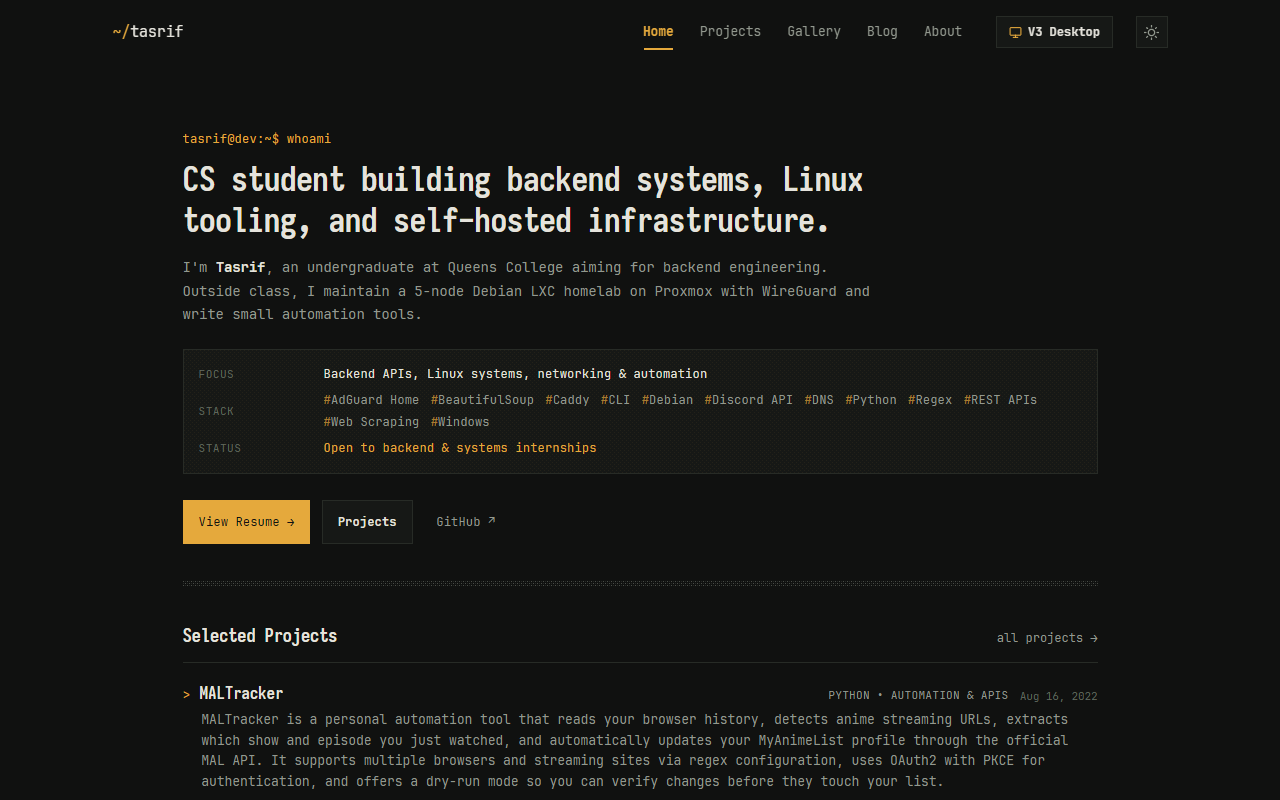 ~/tasrif
Home Projects Gallery Blog About V3 Desktop
tasrif@dev:~$ whoami
CS student building backend systems, Linux
tooling, and self-hosted infrastructure.
I'm Tasrif, an undergraduate at Queens College aiming for backend engineering.
Outside class, I maintain a 5-node Debian LXC homelab on Proxmox with WireGuard and
write small automation tools.
FOCUS Backend APIs, Linux systems, networking & automation
STACK #AdGuard Home #BeautifulSoup #Caddy #CLI #Debian #Discord API #DNS #Python #Regex #REST APIs
#Web Scraping #Windows
STATUS Open to backend & systems internships
View Resume → Projects GitHub ↗
Selected Projects all projects →
> MALTracker PYTHON • AUTOMATION & APIS Aug 16, 2022
MALTracker is a personal automation tool that reads your browser history, detects anime streaming URLs, extracts
which show and episode you just watched, and automatically updates your MyAnimeList profile through the official
MAL API. It supports multiple browsers and streaming sites via regex configuration, uses OAuth2 with PKCE for
authentication, and offers a dry-run mode so you can verify changes before they touch your list.